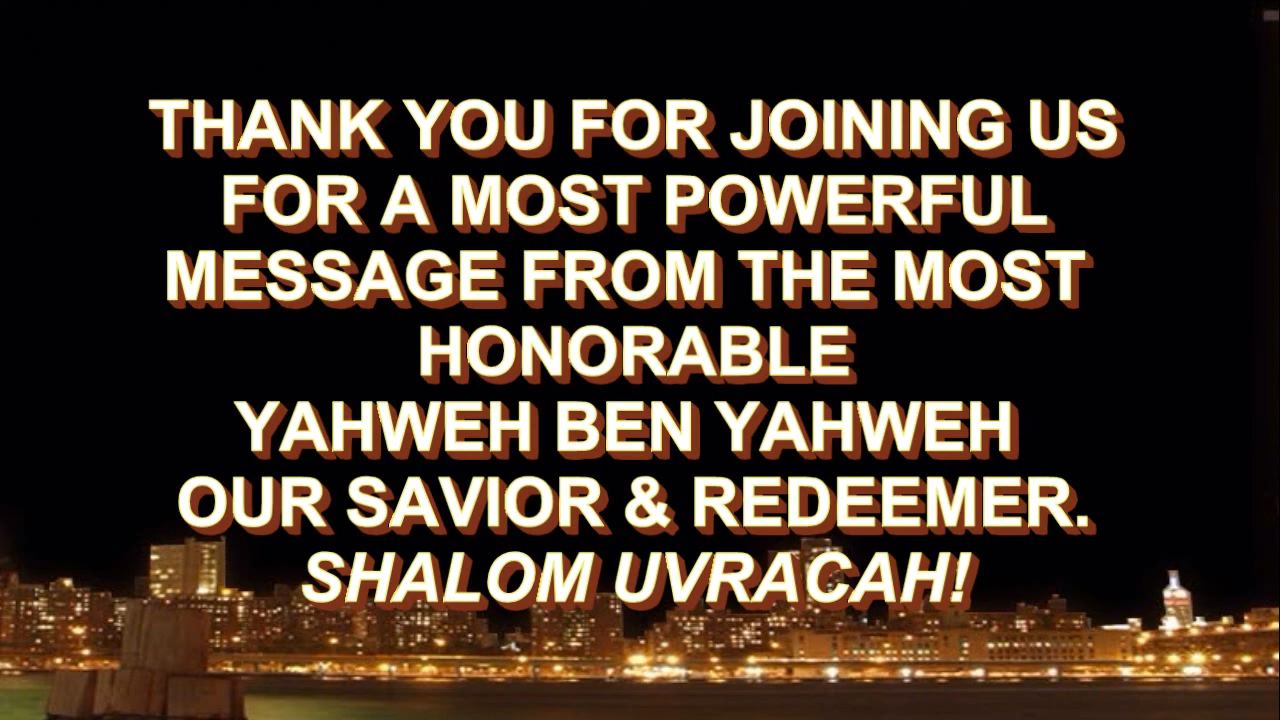 THANK YOU FOR JOINING US
FOR A MOST POWERFUL
MESSAGE FROM THE MOST
HONORABLE
YAHWEH BEN YAHWEH
OUR SAVIOR & REDEEMER.
SHALOM UVRACAH!